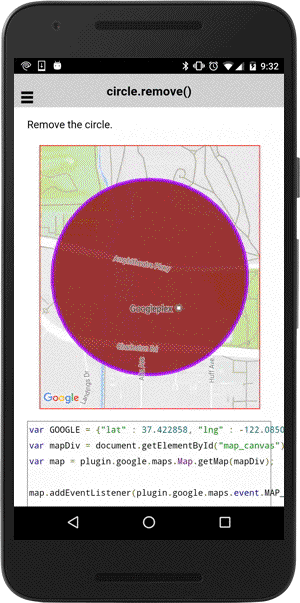 9:32
circle.remove()
Remove the circle.
Amphitheatre Pkwy
Googleplex
Charleston Rd
Huff Ave
Landings Dr
Google
var GOOGLE = {"lat" : 37.422858, "lng" : -122.0850
var mapDiv = document.getElementById("map_canvas")
var map = plugin.google.maps.Map.getMap(mapDiv);
map.addEventListener(plugin.google.maps.event.MAP_